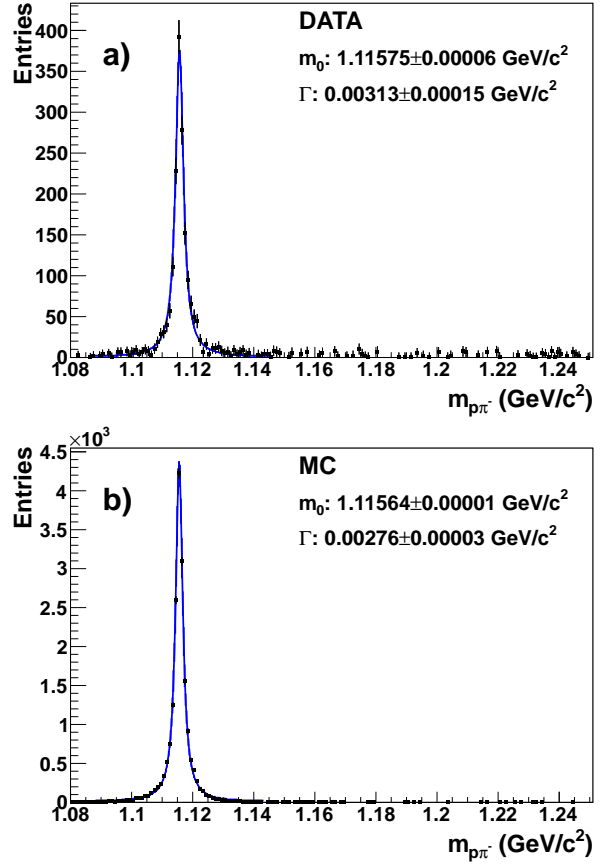 Entries
400
350
300
250
200
150
100
50
0
a)
DATA
m₀: 1.11575±0.00006 GeV/c²
Γ: 0.00313±0.00015 GeV/c²
1.08 1.1 1.12 1.14 1.16 1.18 1.2 1.22 1.24
m_pπ⁻ (GeV/c²)
×10³
Entries
4.5
4
3.5
3
2.5
2
1.5
1
0.5
0
b)
MC
m₀: 1.11564±0.00001 GeV/c²
Γ: 0.00276±0.00003 GeV/c²
1.08 1.1 1.12 1.14 1.16 1.18 1.2 1.22 1.24
m_pπ⁻ (GeV/c²)